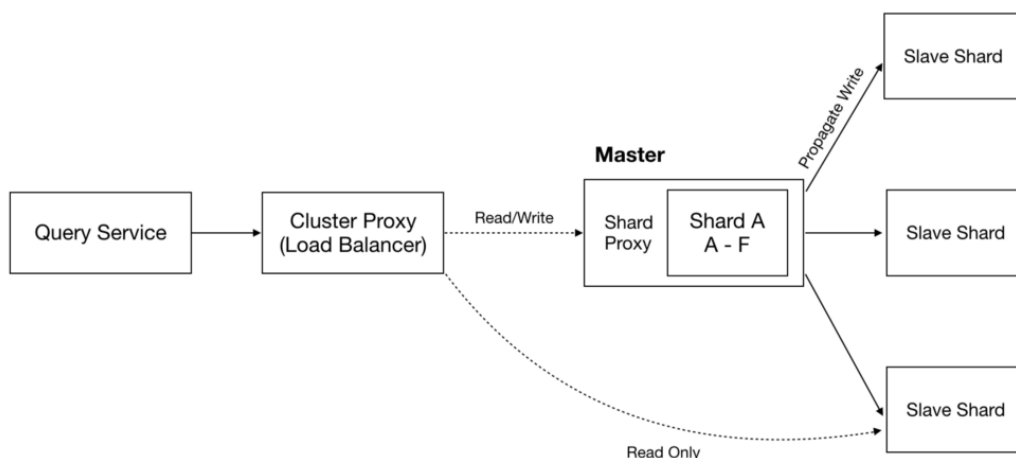 Slave Shard
Propagate Write
Master
Query Service
Cluster Proxy
(Load Balancer)
Read/Write
Shard
Proxy
Shard A
A - F
Slave Shard
Slave Shard
Read Only